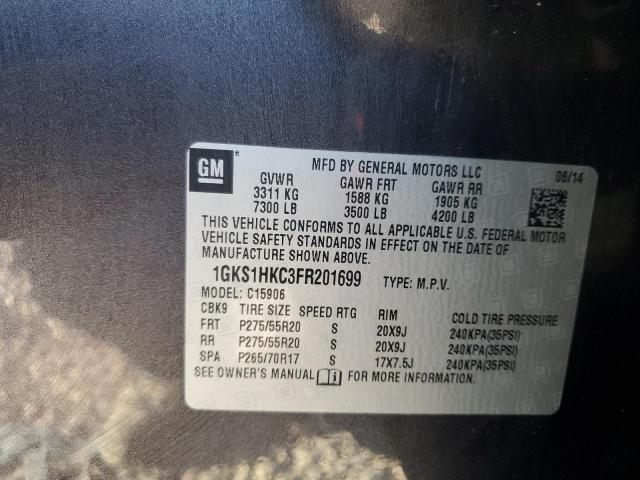 GM MFD BY GENERAL MOTORS LLC 06/14
GVWR GAWR FRT GAWR RR
3311 KG 1588 KG 1905 KG
7300 LB 3500 LB 4200 LB
THIS VEHICLE CONFORMS TO ALL APPLICABLE U.S. FEDERAL MOTOR
VEHICLE SAFETY STANDARDS IN EFFECT ON THE DATE OF
MANUFACTURE SHOWN ABOVE.
1GKS1HKC3FR201699 TYPE: M.P.V.
MODEL: C15906
CBK9 TIRE SIZE SPEED RTG RIM COLD TIRE PRESSURE
FRT P275/55R20 S 20X9J 240KPA(35PSI)
RR P275/55R20 S 20X9J 240KPA(35PSI)
SPA P265/70R17 S 17X7.5J 240KPA(35PSI)
SEE OWNER'S MANUAL FOR MORE INFORMATION.